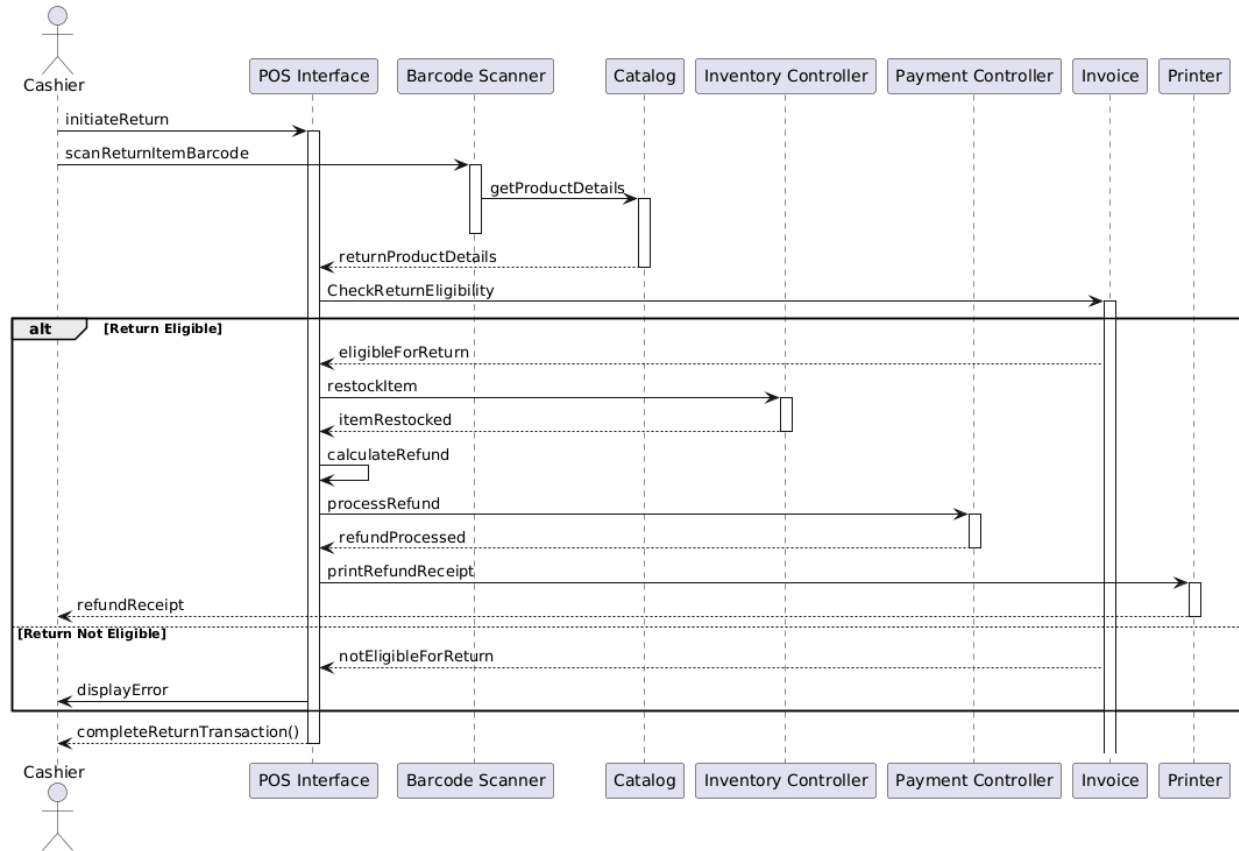 Cashier
POS Interface
Barcode Scanner
Catalog
Inventory Controller
Payment Controller
Invoice
Printer
initiateReturn
scanReturnItemBarcode
getProductDetails
returnProductDetails
CheckReturnEligibility
alt
[Return Eligible]
eligibleForReturn
restockItem
itemRestocked
calculateRefund
processRefund
refundProcessed
printRefundReceipt
refundReceipt
[Return Not Eligible]
notEligibleForReturn
displayError
completeReturnTransaction()
Cashier
POS Interface
Barcode Scanner
Catalog
Inventory Controller
Payment Controller
Invoice
Printer